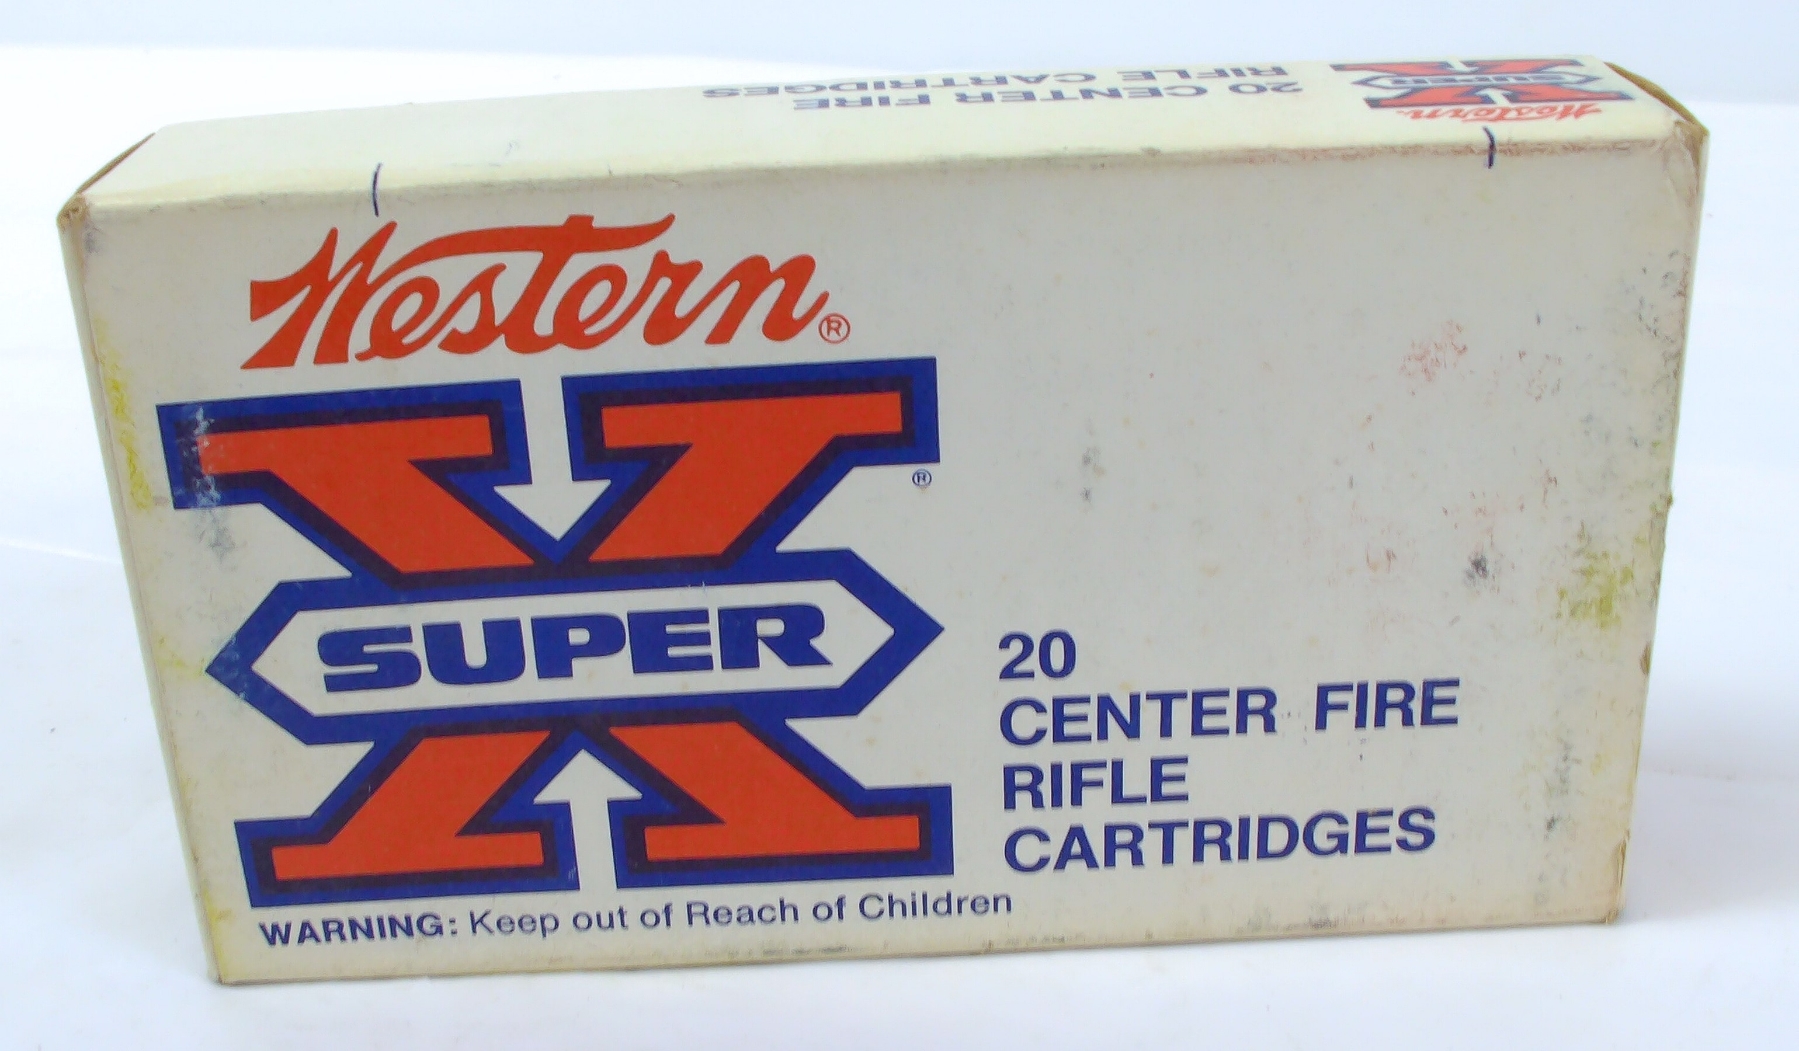 20 CENTER FIRE
RIFLE CARTRIDGES
Western
SUPER
X
Western®
SUPER
X
®
20
CENTER FIRE
RIFLE
CARTRIDGES
WARNING: Keep out of Reach of Children